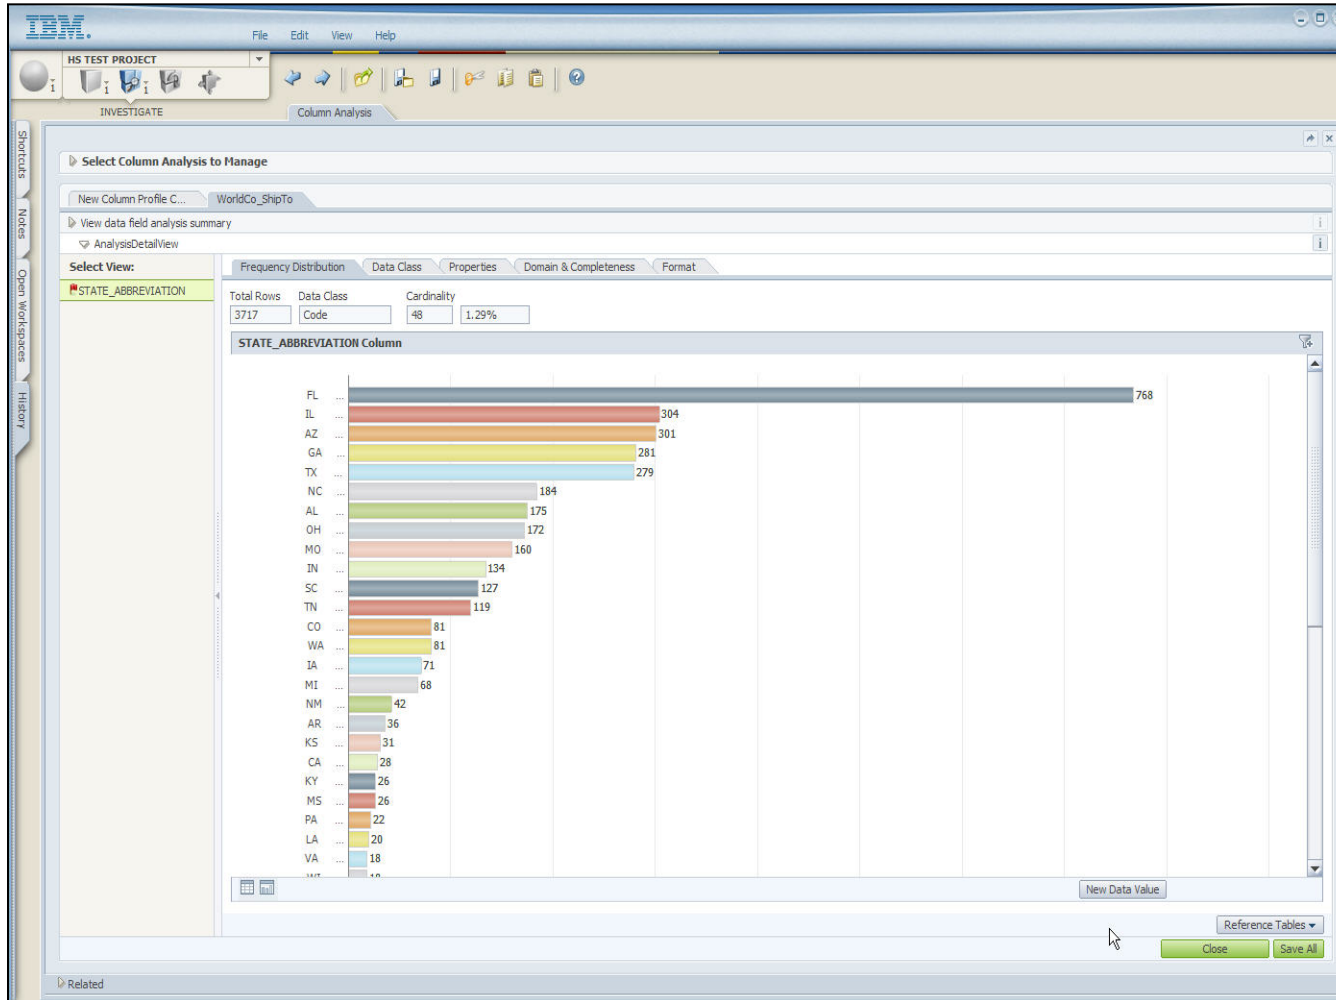 IBM.
File Edit View Help
HS TEST PROJECT
INVESTIGATE
Column Analysis
Shortcuts
Notes
Open Workspaces
History
Select Column Analysis to Manage
New Column Profile C... WorldCo_ShipTo
View data field analysis summary
AnalysisDetailView
Select View:
STATE_ABBREVIATION
Frequency Distribution Data Class Properties Domain & Completeness Format
Total Rows Data Class Cardinality
3717 Code 48 1.29%
STATE_ABBREVIATION Column
FL ... 768
IL ... 304
AZ ... 301
GA ... 281
TX ... 279
NC ... 184
AL ... 175
OH ... 172
MO ... 160
IN ... 134
SC ... 127
TN ... 119
CO ... 81
WA ... 81
IA ... 71
MI ... 68
NM ... 42
AR ... 36
KS ... 31
CA ... 28
KY ... 26
MS ... 26
PA ... 22
LA ... 20
VA ... 18
WI ... 18
New Data Value
Reference Tables
Close Save All
Related